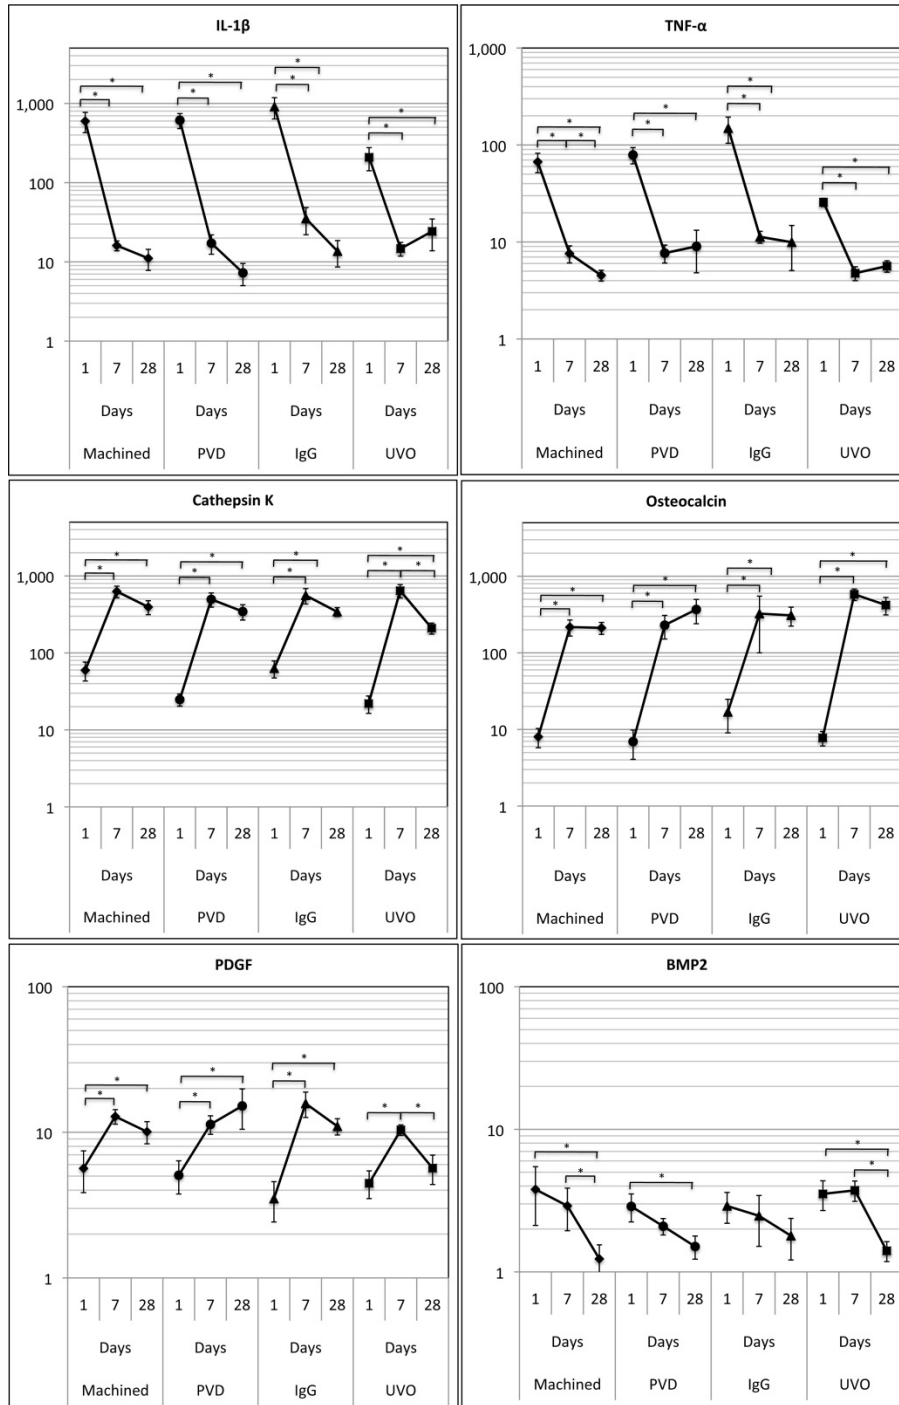 IL-1β
* * * * * * * *
1,000
100
10
1
1 7 28 1 7 28 1 7 28 1 7 28
Days Days Days Days
Machined PVD IgG UVO
TNF-α
* * * * * * * * *
1,000
100
10
1
1 7 28 1 7 28 1 7 28 1 7 28
Days Days Days Days
Machined PVD IgG UVO
Cathepsin K
* * * * * * * * *
1,000
100
10
1
1 7 28 1 7 28 1 7 28 1 7 28
Days Days Days Days
Machined PVD IgG UVO
Osteocalcin
* * * * * * * *
1,000
100
10
1
1 7 28 1 7 28 1 7 28 1 7 28
Days Days Days Days
Machined PVD IgG UVO
PDGF
100
* * * * * * * *
10
1
1 7 28 1 7 28 1 7 28 1 7 28
Days Days Days Days
Machined PVD IgG UVO
BMP2
100
10
* * * * *
1
1 7 28 1 7 28 1 7 28 1 7 28
Days Days Days Days
Machined PVD IgG UVO